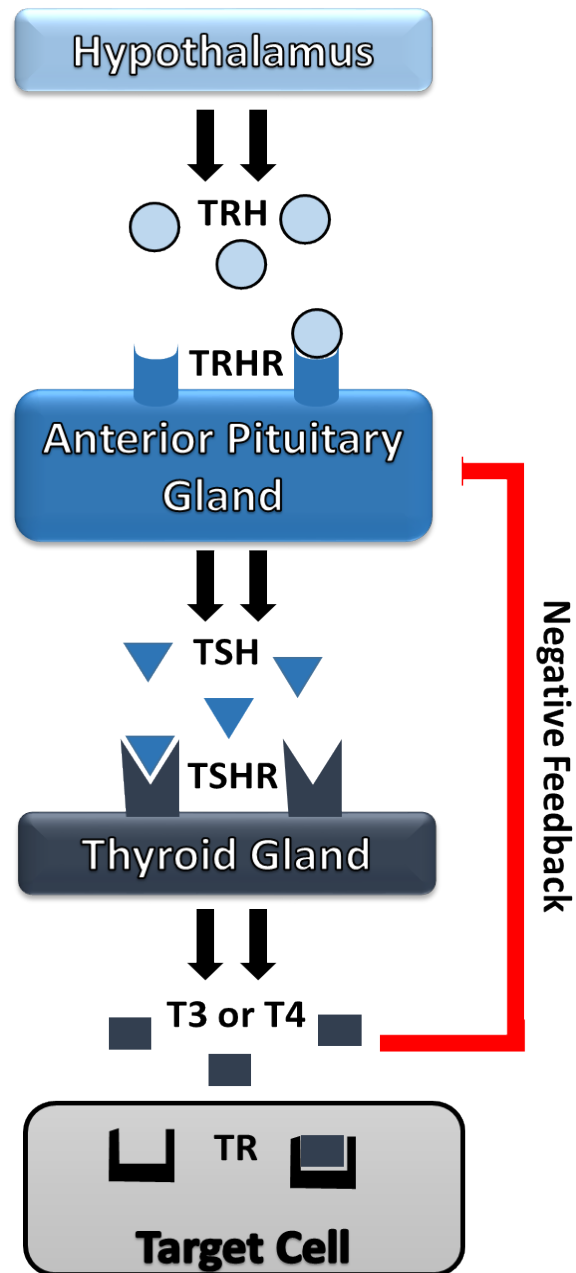 Hypothalamus
TRH
TRHR
Anterior Pituitary
Gland
TSH
TSHR
Thyroid Gland
T3 or T4
Negative Feedback
TR
Target Cell